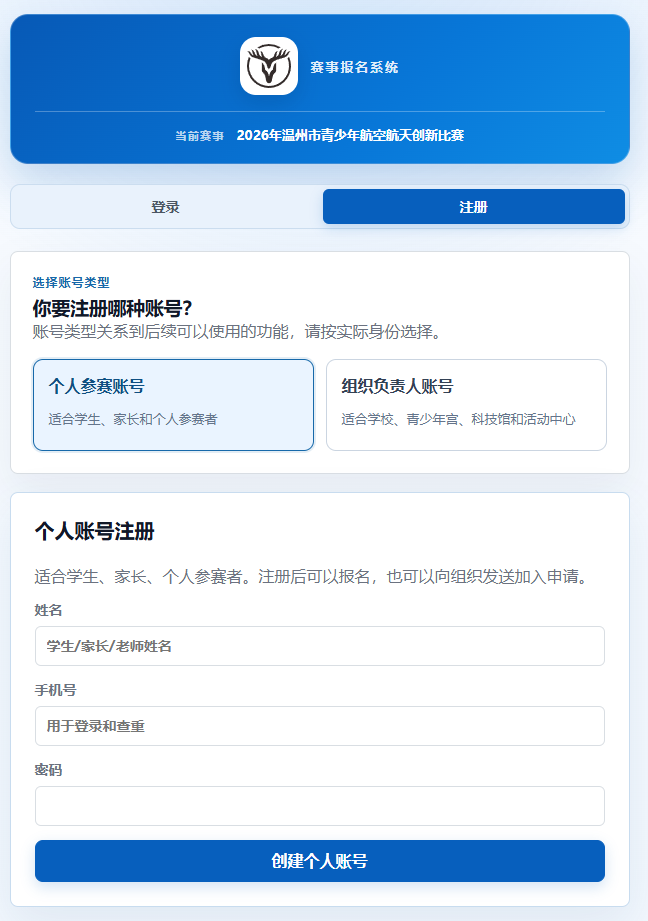 赛事报名系统
当前赛事 2026年温州市青少年航空航天创新比赛
登录
注册
选择账号类型
你要注册哪种账号？
账号类型关系到后续可以使用的功能，请按实际身份选择。
个人参赛账号
适合学生、家长和个人参赛者
组织负责人账号
适合学校、青少年宫、科技馆和活动中心
个人账号注册
适合学生、家长、个人参赛者。注册后可以报名，也可以向组织发送加入申请。
姓名
学生/家长/老师姓名
手机号
用于登录和查重
密码
创建个人账号